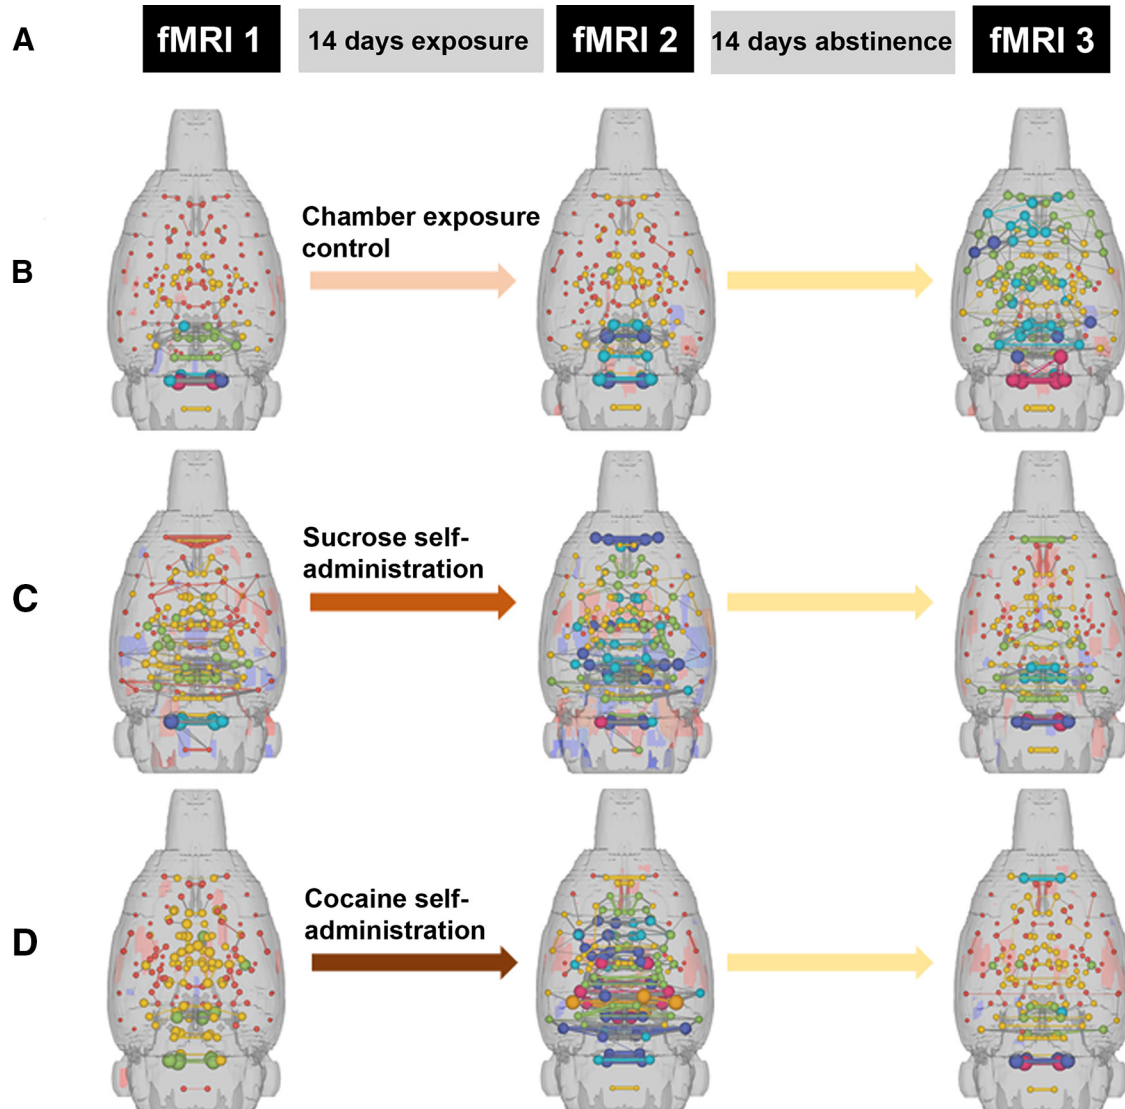 A
fMRI 1
14 days exposure
fMRI 2
14 days abstinence
fMRI 3
B
Chamber exposure
control
C
Sucrose self-
administration
D
Cocaine self-
administration